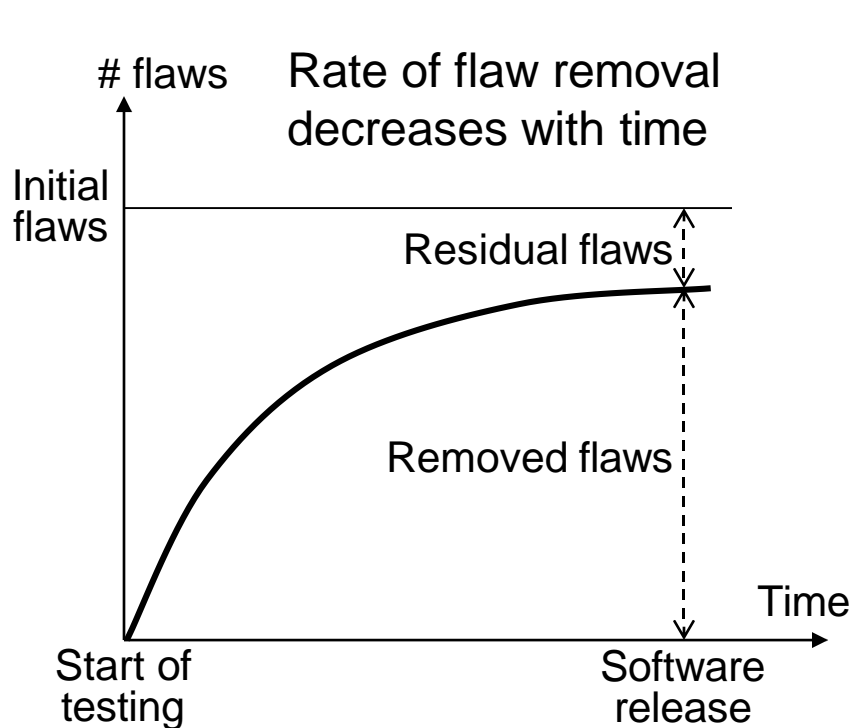 # flaws
Rate of flaw removal
decreases with time
Initial
flaws
Residual flaws
Removed flaws
Time
Start of
testing
Software
release